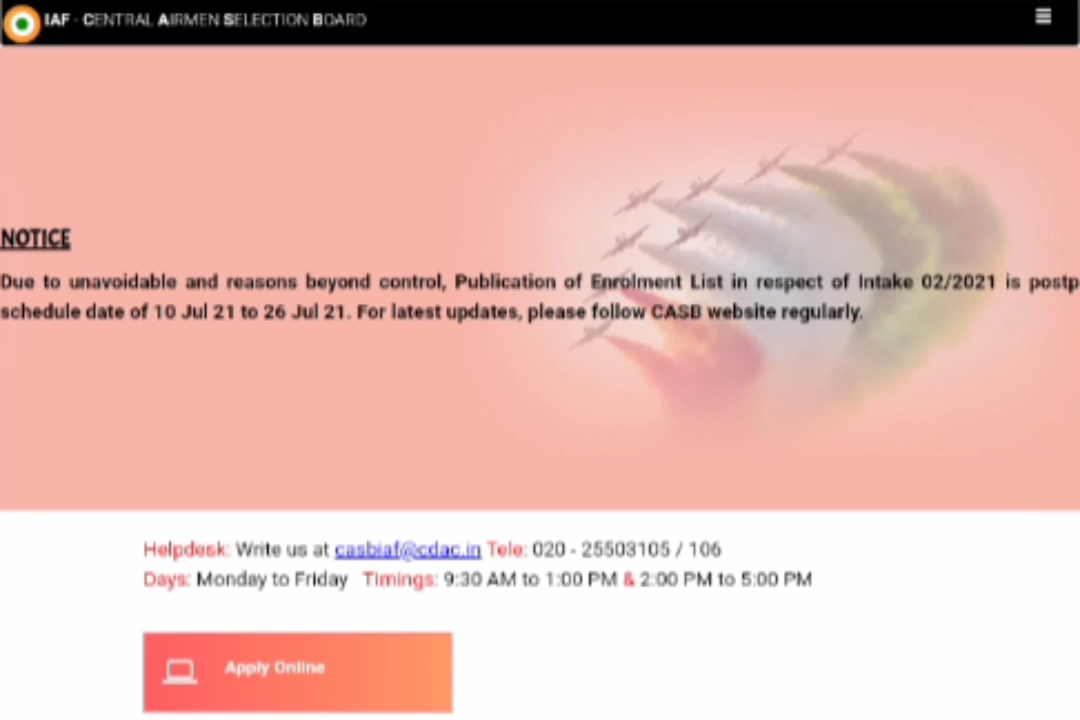 IAF - CENTRAL AIRMEN SELECTION BOARD
NOTICE
Due to unavoidable and reasons beyond control, Publication of Enrolment List in respect of Intake 02/2021 is postp
schedule date of 10 Jul 21 to 26 Jul 21. For latest updates, please follow CASB website regularly.
Helpdesk: Write us at casbiaf@cdac.in Tele: 020 - 25503105 / 106
Days: Monday to Friday Timings: 9:30 AM to 1:00 PM & 2:00 PM to 5:00 PM
Apply Online